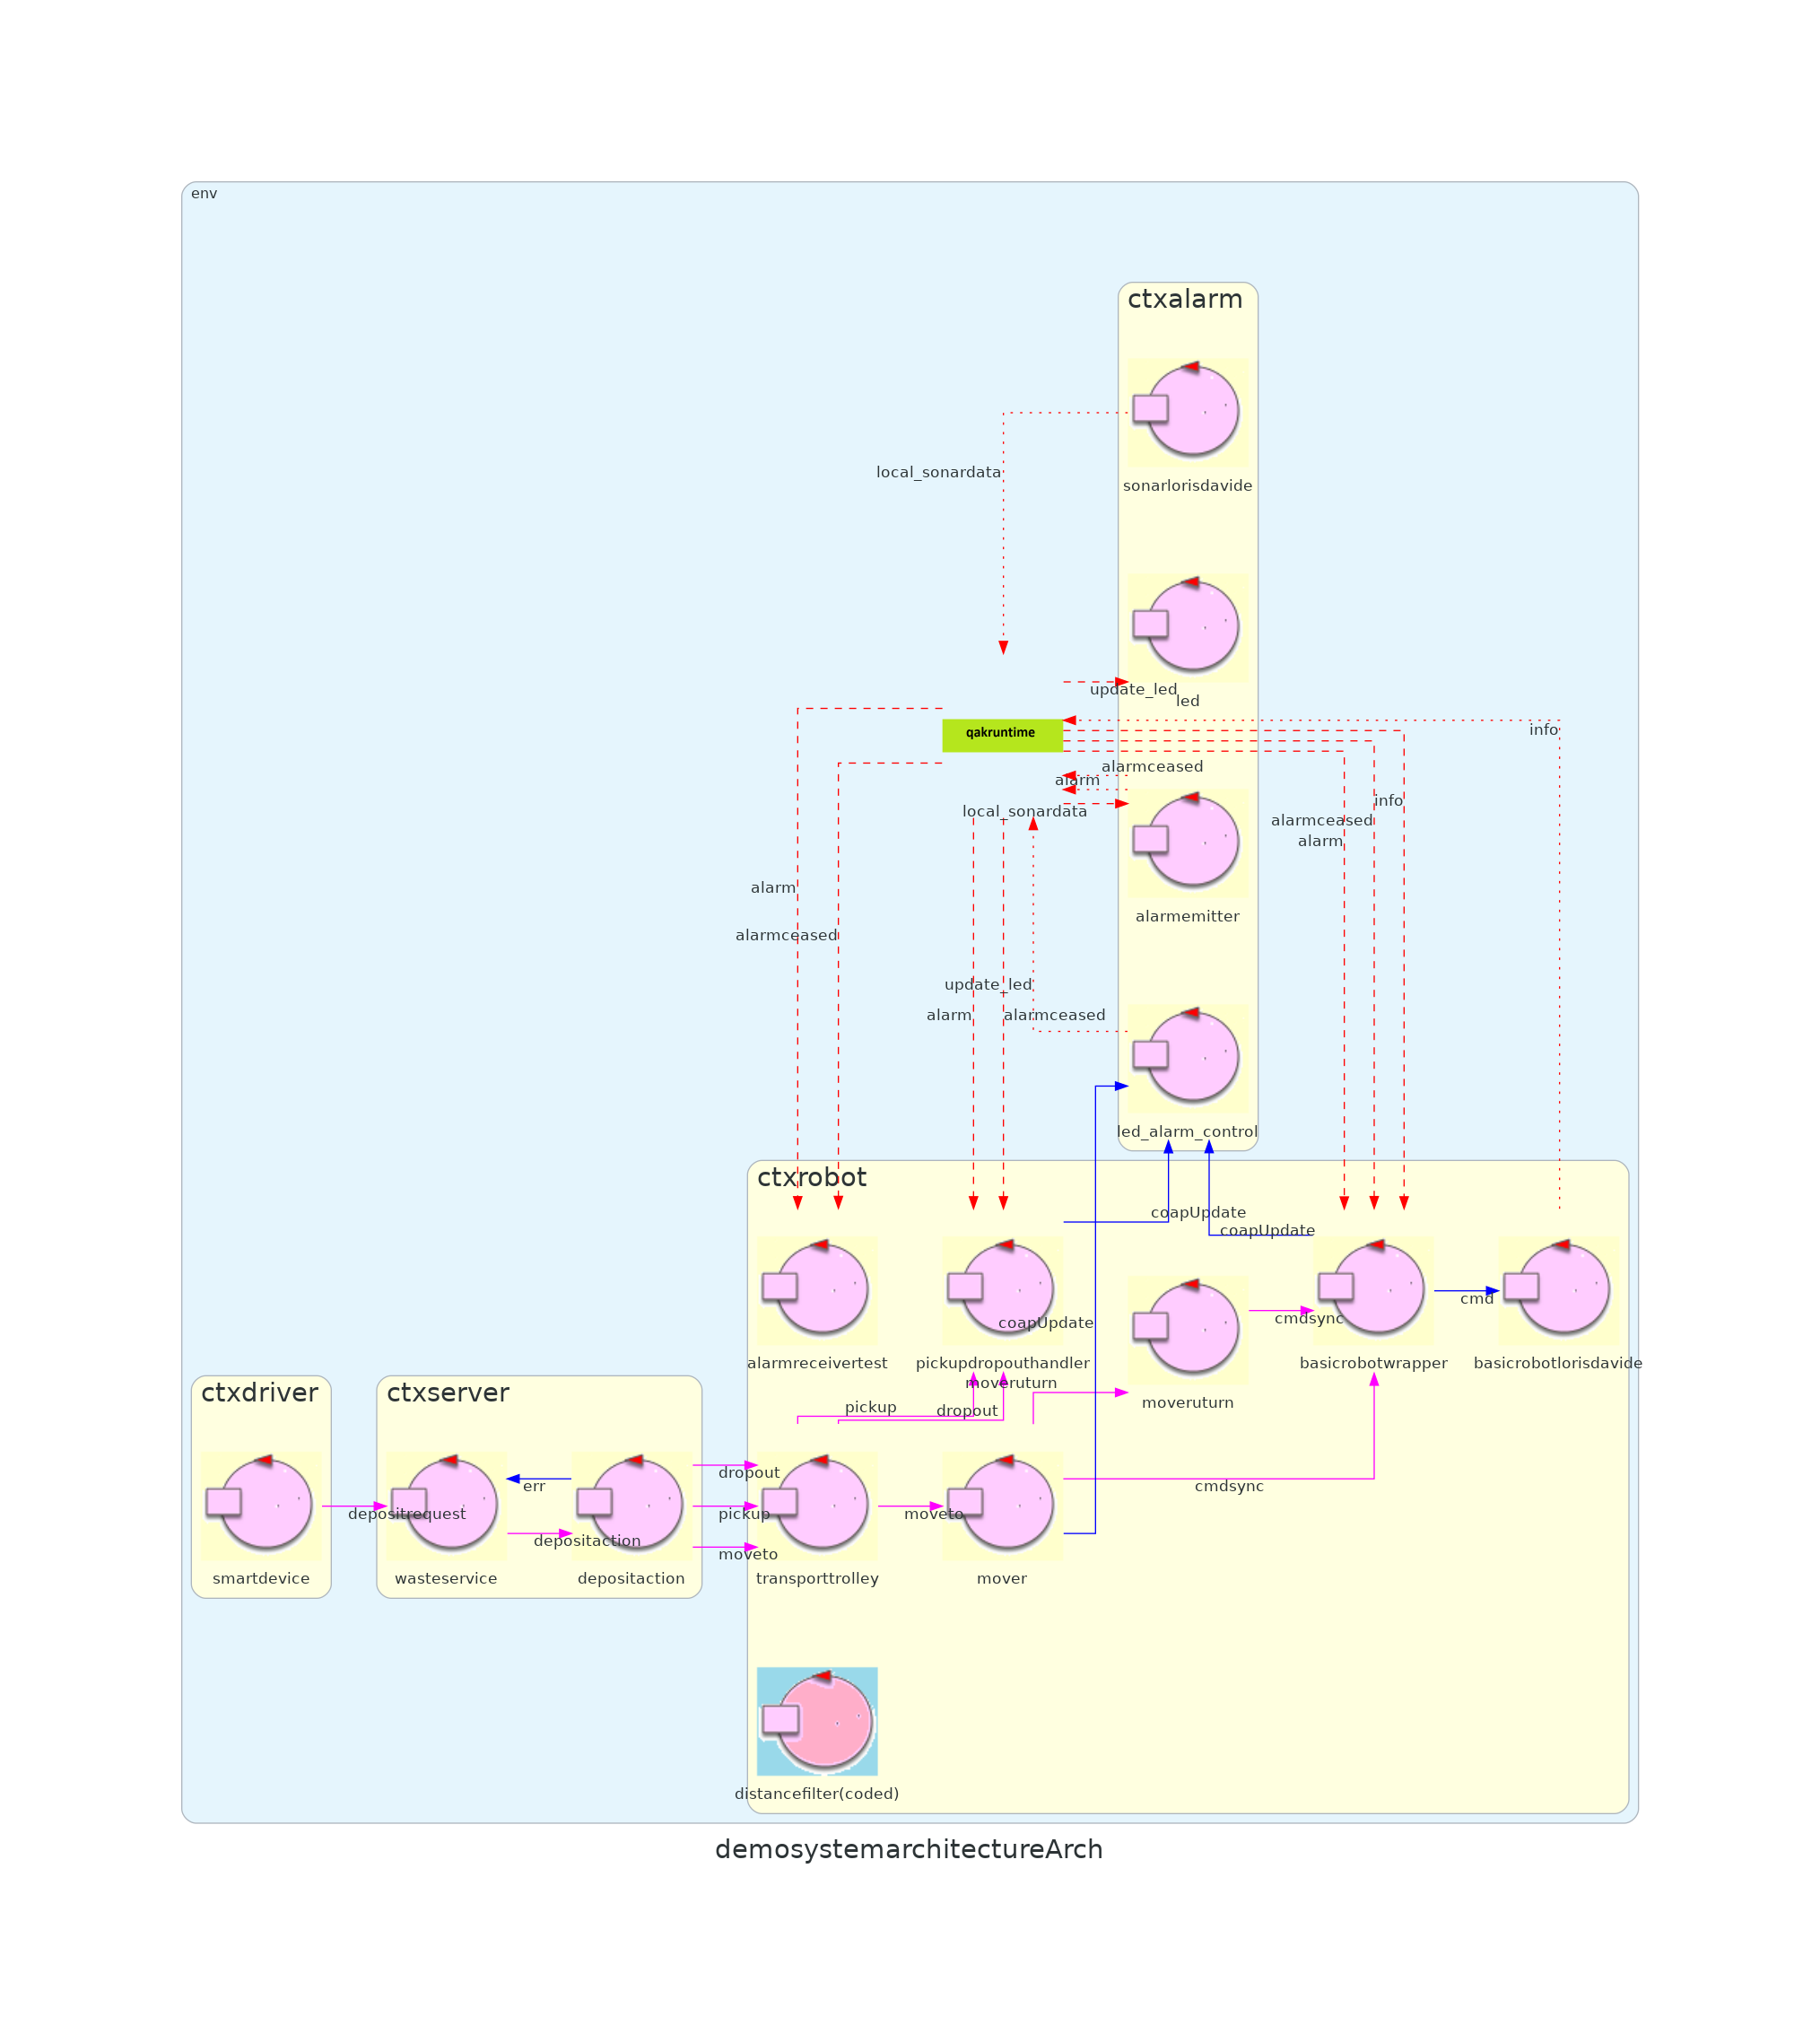 env
ctxalarm
local_sonardata
sonarlorisdavide
update_led
led
qakruntime
info
alarmceased
alarm
info
local_sonardata
alarmceased
alarm
alarm
alarmemitter
alarmceased
update_led
alarm
alarmceased
led_alarm_control
ctxrobot
coapUpdate
coapUpdate
cmd
cmdsync
coapUpdate
alarmreceivertest
pickupdropouthandler
basicrobotwrapper
basicrobotlorisdavide
moveruturn
ctxdriver
ctxserver
moveruturn
pickup
dropout
dropout
err
cmdsync
depositrequest
pickup
moveto
depositaction
moveto
smartdevice
wasteservice
depositaction
transporttrolley
mover
distancefilter(coded)
demosystemarchitectureArch